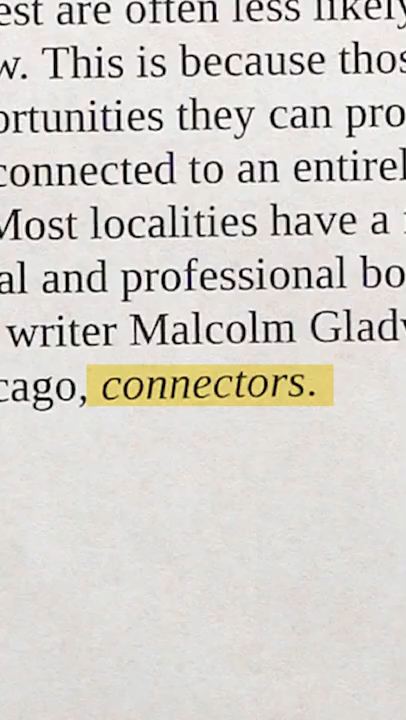 est are often less likely
w. This is because thos
ortunities they can pro
connected to an entirel
Most localities have a
al and professional bo
writer Malcolm Gladw
cago, connectors.